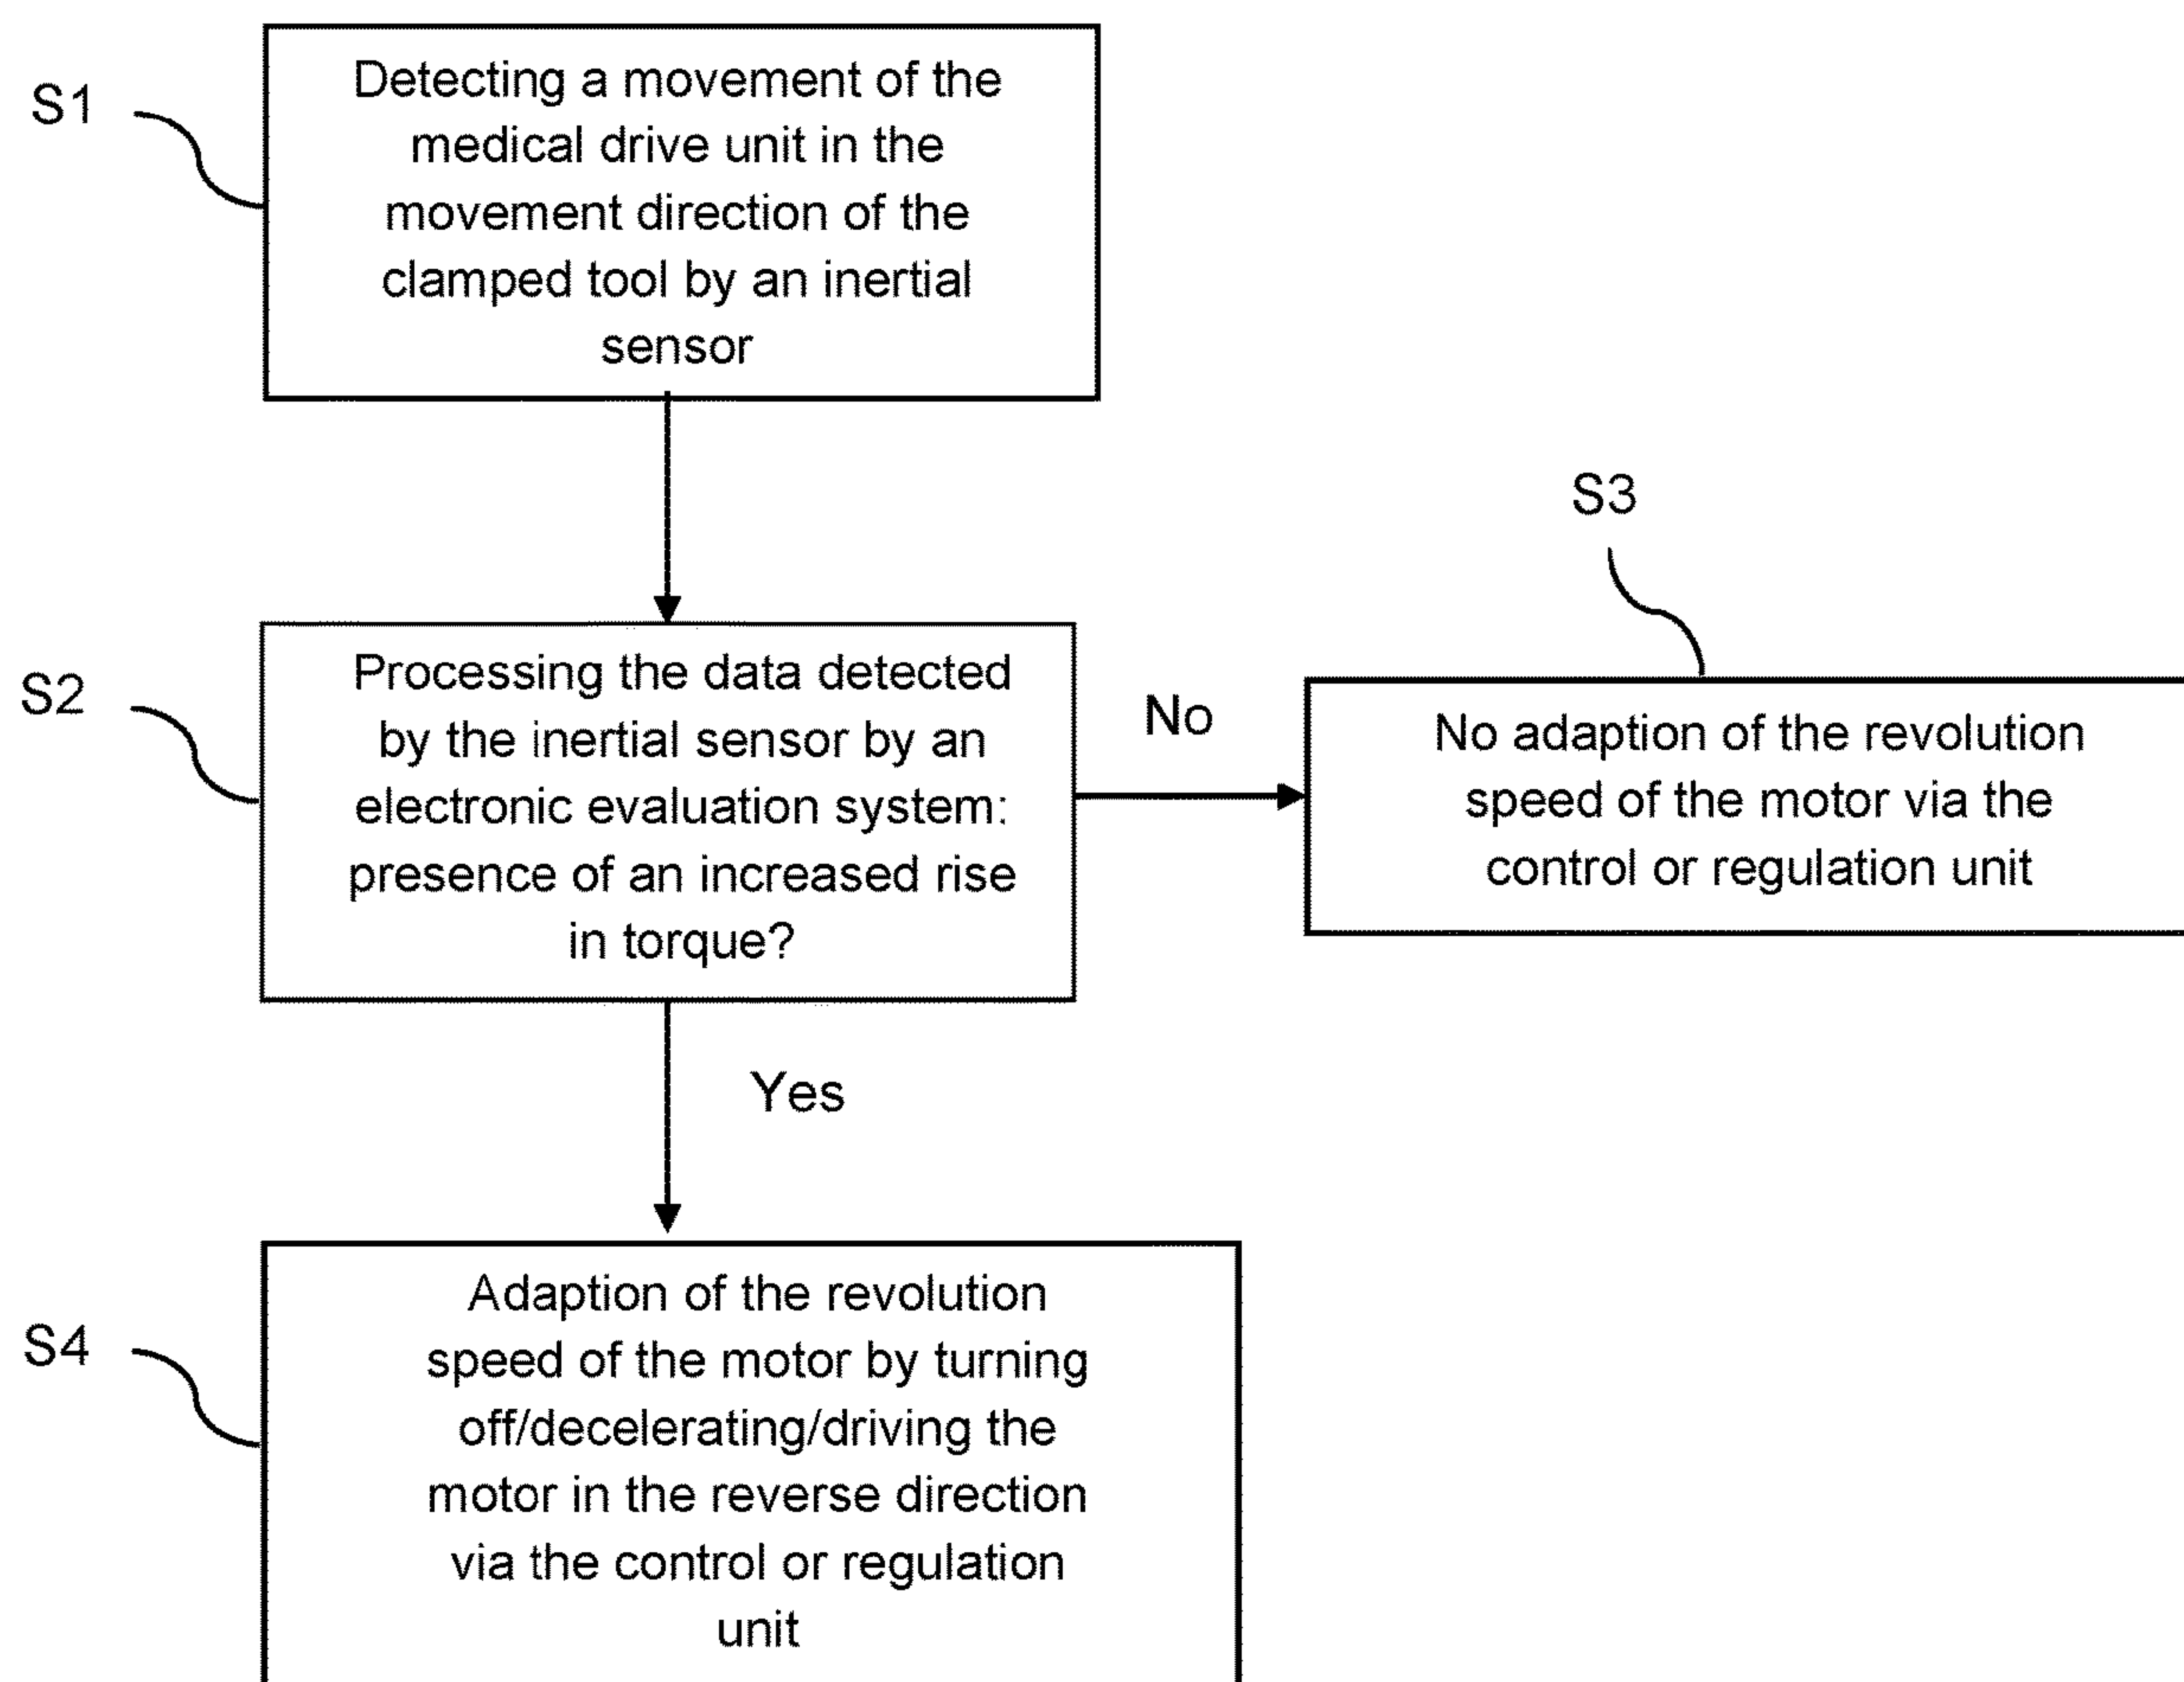 S1
Detecting a movement of the
medical drive unit in the
movement direction of the
clamped tool by an inertial
sensor
S2
Processing the data detected
by the inertial sensor by an
electronic evaluation system:
presence of an increased rise
in torque?
No
S3
No adaption of the revolution
speed of the motor via the
control or regulation unit
Yes
S4
Adaption of the revolution
speed of the motor by turning
off/decelerating/driving the
motor in the reverse direction
via the control or regulation
unit